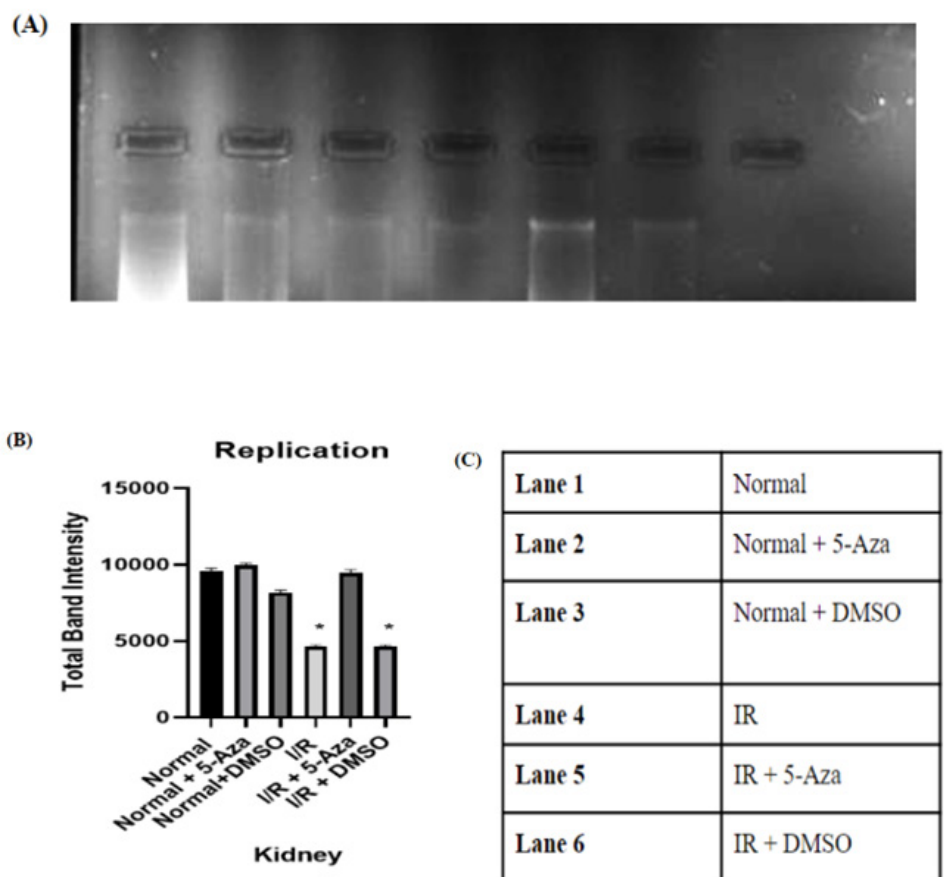 (A)
(B)
Replication
Total Band Intensity
15000
10000
5000
0
*
*
Normal
Normal + 5-Aza
Normal+DMSO
I/R
I/R + 5-Aza
I/R + DMSO
Kidney
(C)
Lane 1 Normal
Lane 2 Normal + 5-Aza
Lane 3 Normal + DMSO
Lane 4 IR
Lane 5 IR + 5-Aza
Lane 6 IR + DMSO